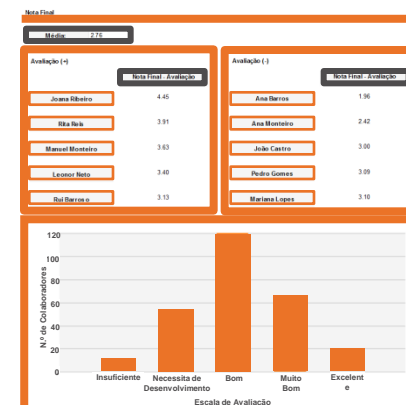 Nota Final
Média: 2.76
Avaliação (+)
Nota Final - Avaliação
Joana Ribeiro 4.45
Rita Reis 3.91
Manuel Monteiro 3.63
Leonor Neto 3.40
Rui Barroso 3.13
Avaliação (-)
Nota Final - Avaliação
Ana Barros 1.96
Ana Monteiro 2.42
João Castro 3.00
Pedro Gomes 3.09
Mariana Lopes 3.10
N.º de Colaboradores
120
100
80
60
40
20
0
Insuficiente
Necessita de
Desenvolvimento
Bom
Muito
Bom
Excelent
e
Escala de Avaliação